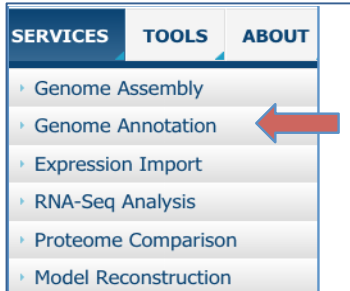 SERVICES TOOLS ABOUT
Genome Assembly
Genome Annotation
Expression Import
RNA-Seq Analysis
Proteome Comparison
Model Reconstruction